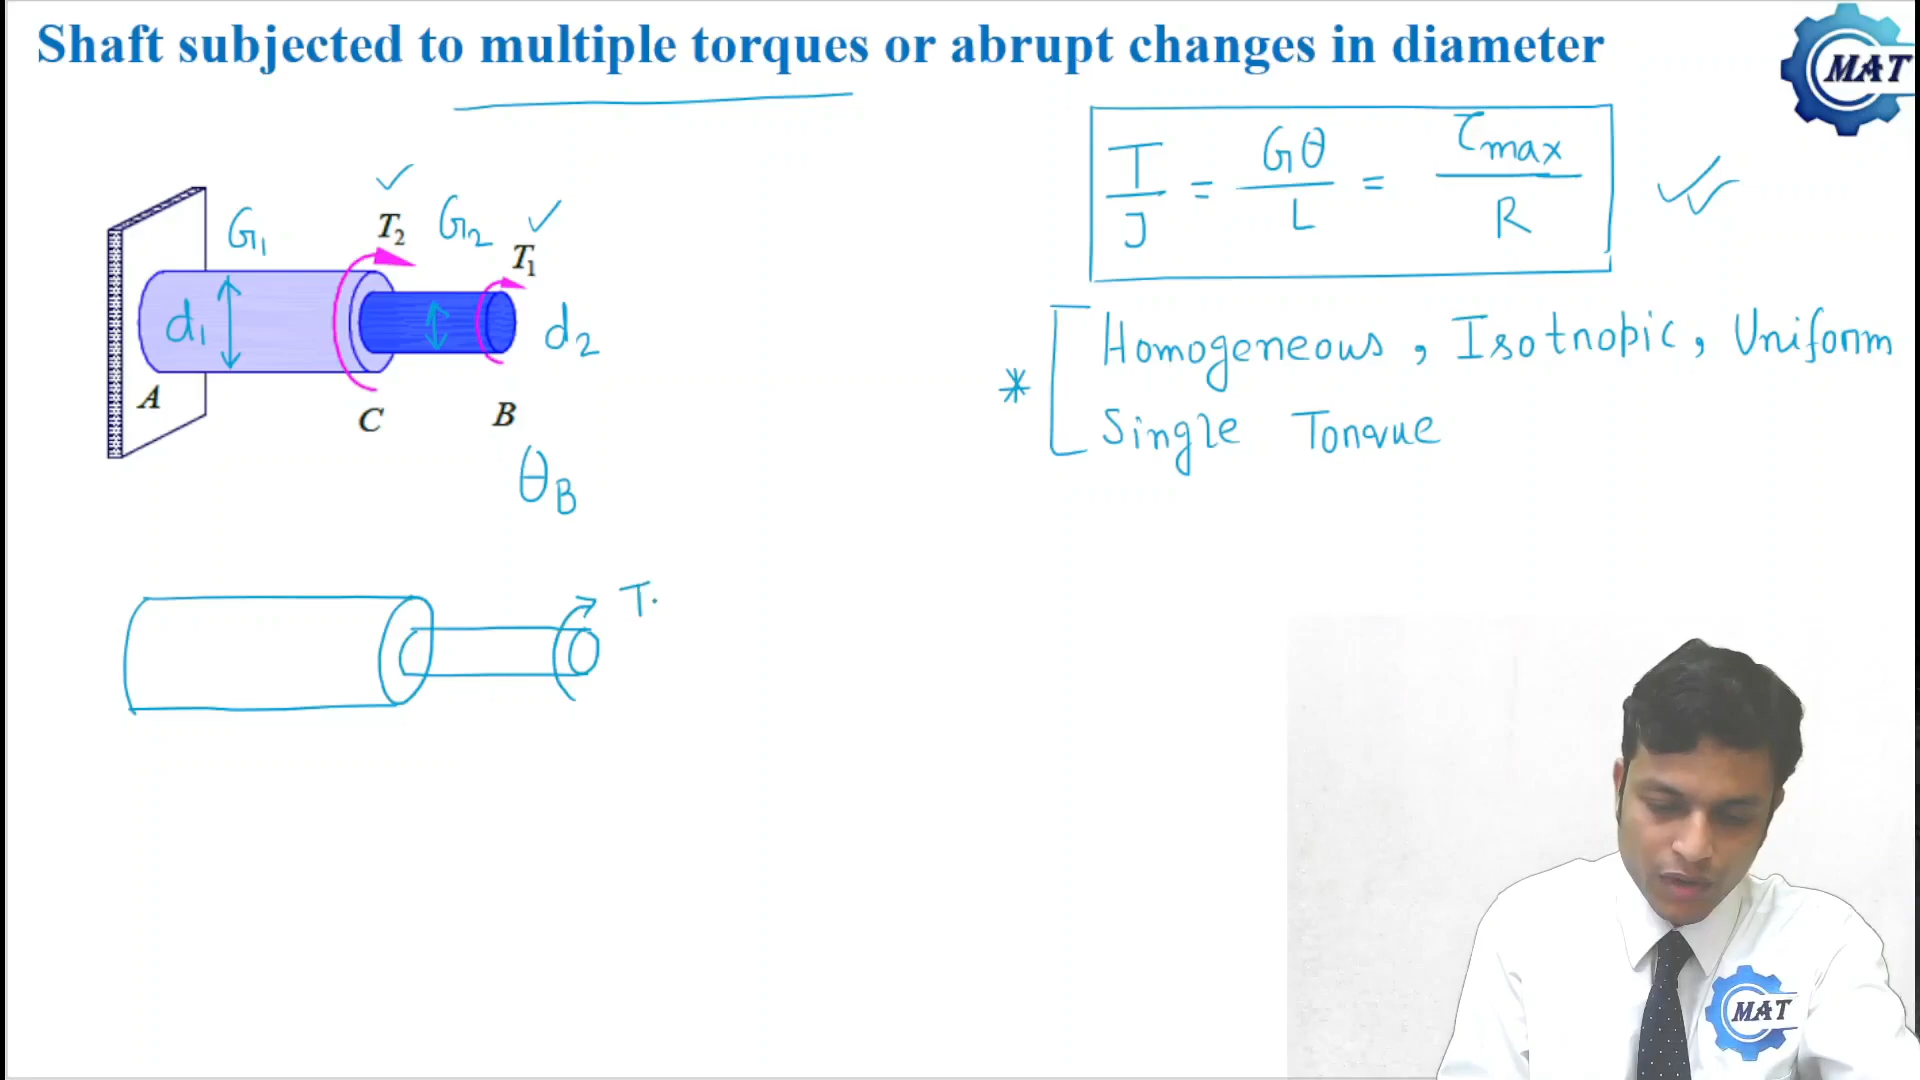 Shaft subjected to multiple torques or abrupt changes in diameter
MAT
T/J = Gθ/L = τmax/R
G1
T2
G2
T1
d1
d2
A
C
B
θB
* Homogeneous, Isotropic, Uniform
Single Torque
T.
MAT